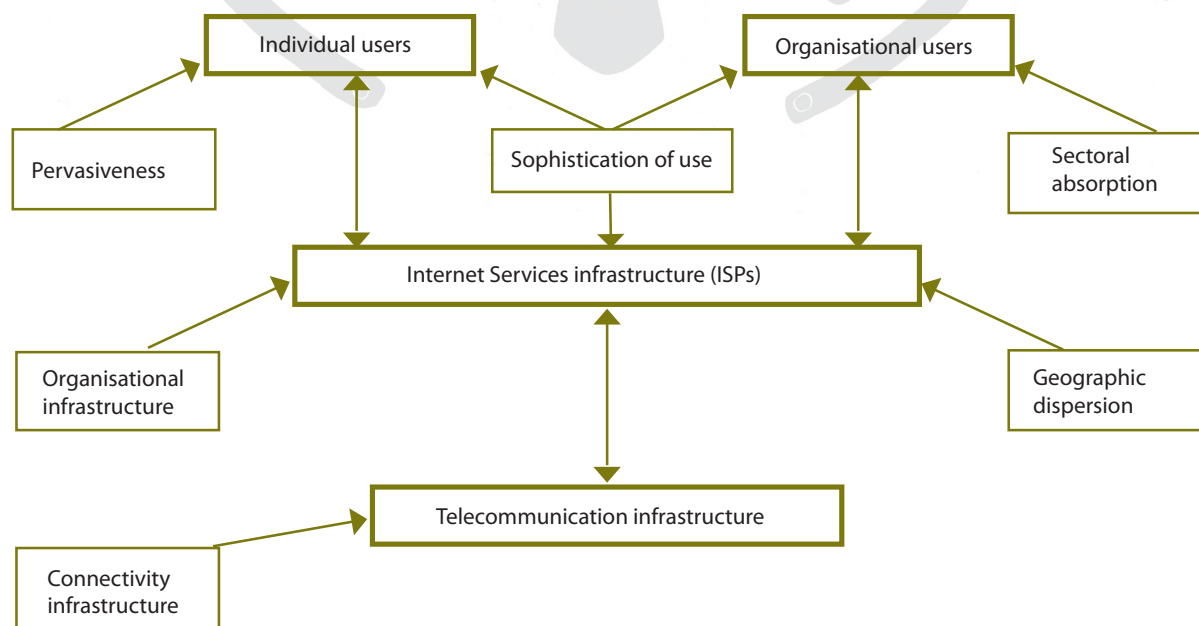 Individual users
Organisational users
Pervasiveness
Sophistication of use
Sectoral
absorption
Internet Services infrastructure (ISPs)
Organisational
infrastructure
Geographic
dispersion
Telecommunication infrastructure
Connectivity
infrastructure